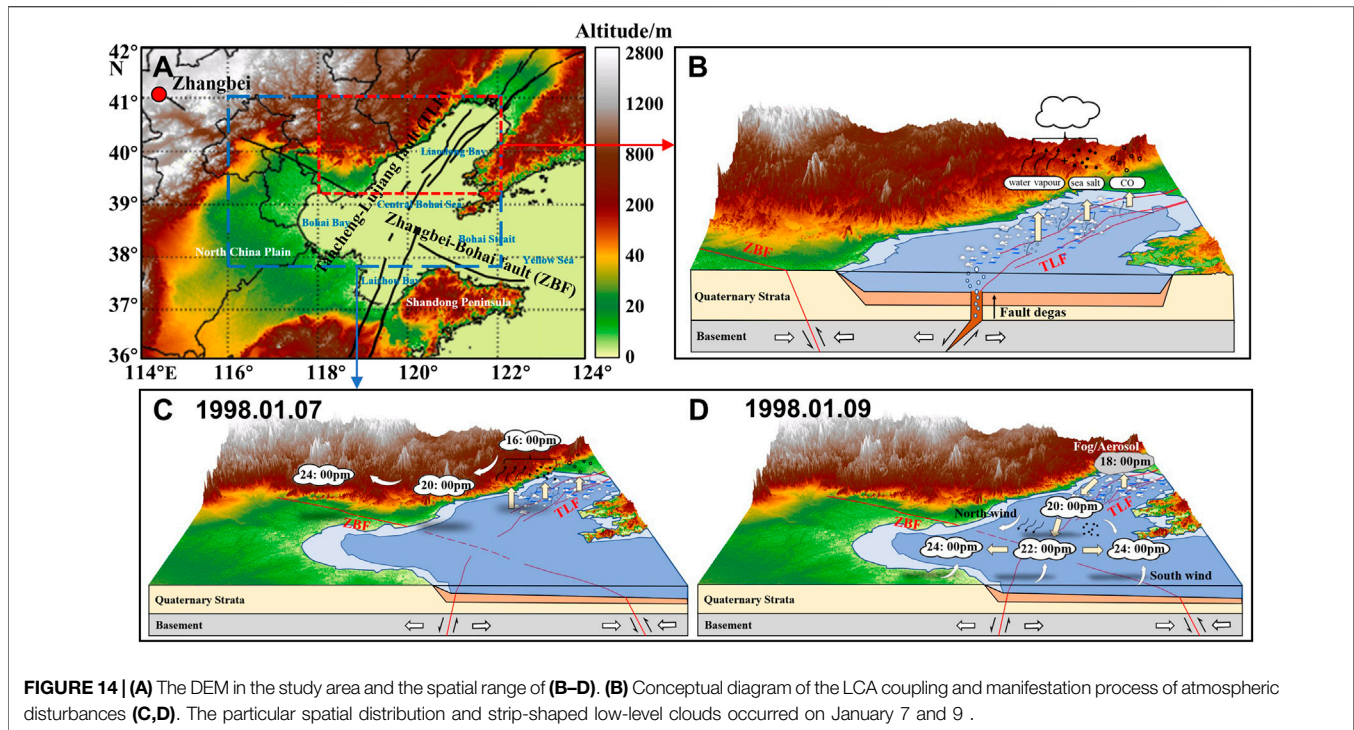 Altitude/m
A
42°
N
41°
40°
39°
38°
37°
36°
114°E
116°
118°
120°
122°
124°
2800
1200
800
200
40
20
0
Zhangbei
Tancheng-Lujiang fault (TLF)
Liaodong Bay
Central Bohai Sea
Bohai Bay
Zhangbei-Bohai fault (ZBF)
Bohai Strait
North China Plain
Yellow Sea
Laizhou Bay
Shandong Peninsula
B
water vapour
sea salt
CO
ZBF
TLF
Quaternary Strata
Fault degas
Basement
C 1998.01.07
16: 00pm
24: 00pm
20: 00pm
ZBF
TLF
Quaternary Strata
Basement
D 1998.01.09
Fog/Aerosol
18: 00pm
20: 00pm
North wind
TLF
ZBF
24: 00pm
22: 00pm
24: 00pm
South wind
Quaternary Strata
Basement
FIGURE 14 | (A) The DEM in the study area and the spatial range of (B–D). (B) Conceptual diagram of the LCA coupling and manifestation process of atmospheric
disturbances (C,D). The particular spatial distribution and strip-shaped low-level clouds occurred on January 7 and 9 .